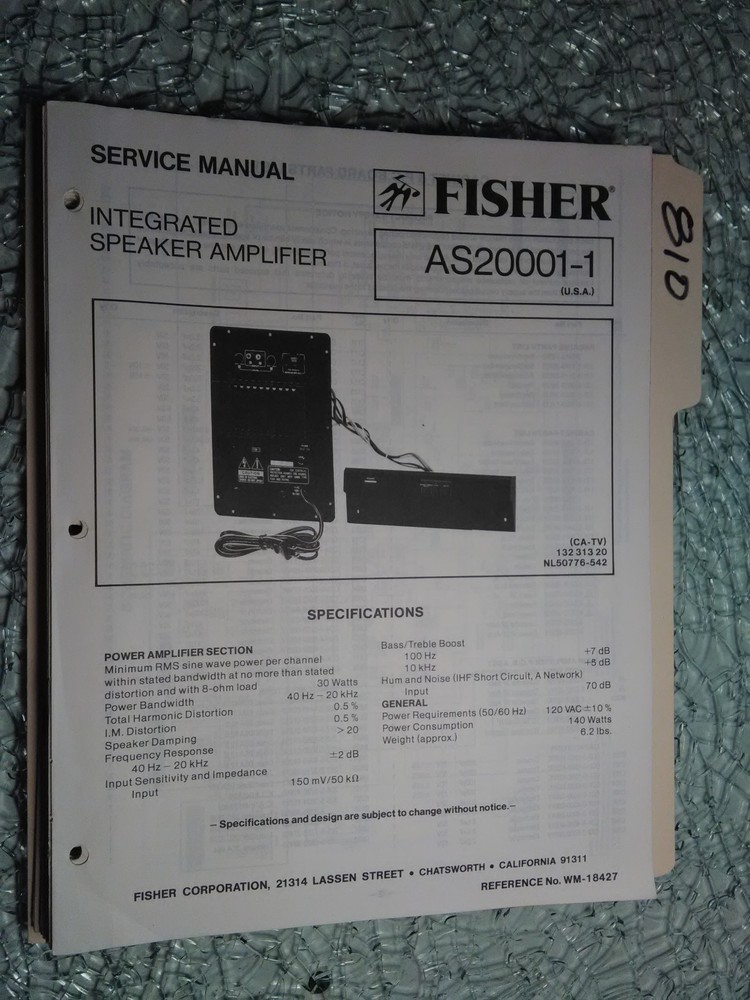 SERVICE MANUAL
FISHER®
INTEGRATED
SPEAKER AMPLIFIER
AS20001-1
(U.S.A.)
810
CAUTION
(CA-TV)
132 313 20
NL50776-542
SPECIFICATIONS
POWER AMPLIFIER SECTION
Minimum RMS sine wave power per channel
within stated bandwidth at no more than stated
distortion and with 8-ohm load 30 Watts
Power Bandwidth 40 Hz – 20 kHz
Total Harmonic Distortion 0.5 %
I.M. Distortion 0.5 %
Speaker Damping > 20
Frequency Response
40 Hz – 20 kHz ±2 dB
Input Sensitivity and Impedance
Input 150 mV/50 kΩ
Bass/Treble Boost
100 Hz +7 dB
10 kHz +5 dB
Hum and Noise (IHF Short Circuit, A Network)
Input 70 dB
GENERAL
Power Requirements (50/60 Hz) 120 VAC ±10 %
Power Consumption 140 Watts
Weight (approx.) 6.2 lbs.
– Specifications and design are subject to change without notice. –
FISHER CORPORATION, 21314 LASSEN STREET • CHATSWORTH • CALIFORNIA 91311
REFERENCE No. WM-18427